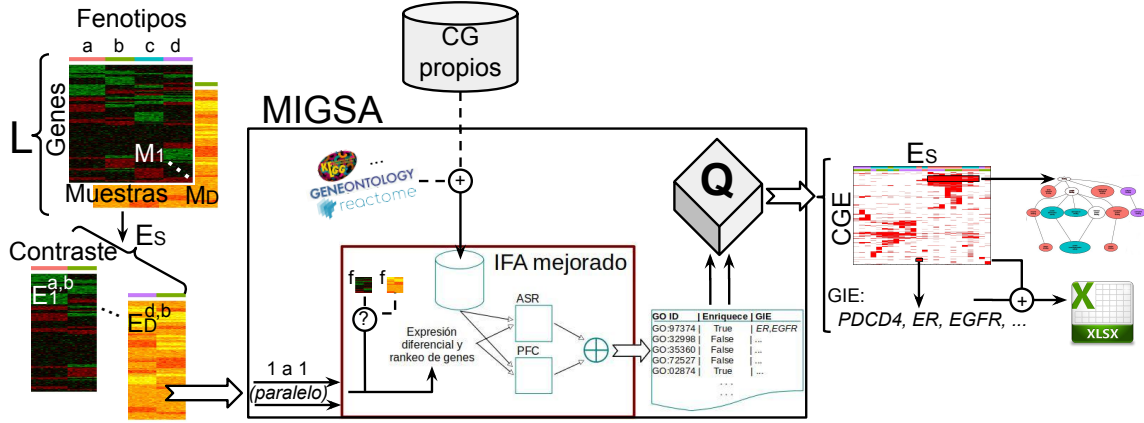 Fenotipos
a b c d
L
Genes
M1
Muestras
MD
ES
Contraste
E1a,b
EDd,b
CG
propios
MIGSA
KEGG
...
GENEONTOLOGY
reactome
+
IFA mejorado
f
f
?
Expresión
diferencial y
rankeo de genes
ASR
PFC
1 a 1
(paralelo)
Q
GO ID | Enriquece | GIE
GO:97374 | True | ER,EGFR
GO:32998 | False | ...
GO:35360 | False | ...
GO:72527 | False | ...
GO:02874 | True | ...
. . .
. . .
ES
CGE
GIE:
PDCD4, ER, EGFR, ...
+
X
XLSX